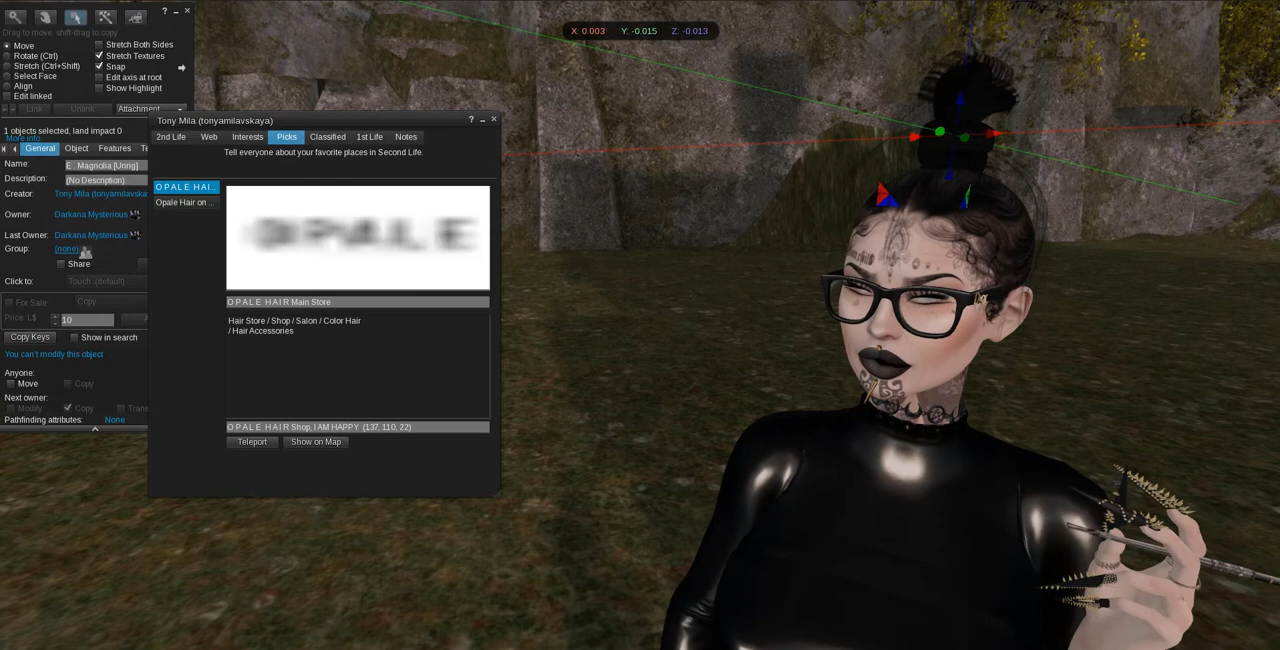 ? _ ×
Drag to move, shift-drag to copy
Move
Rotate (Ctrl)
Stretch (Ctrl+Shift)
Select Face
Align
Edit linked
Stretch Both Sides
Stretch Textures
Snap
Edit axis at root
Show Highlight
Link Unlink Attachment
1 objects selected, land impact 0
More info
General Object Features Te
Name: E . Magnolia [Unrig]
Description: (No Description)
Creator: Tony Mila (tonyamilavska
Owner: Darkana Mysterious
Last Owner: Darkana Mysterious
Group: (none)
Share
Click to: Touch (default)
For Sale: Copy
Price: L$ 10
Copy Keys Show in search
You can't modify this object
Anyone:
Move Copy
Next owner:
Modify Copy Trans
Pathfinding attributes: None
Tony Mila (tonyamilavskaya) ? _ ×
2nd Life Web Interests Picks Classified 1st Life Notes
Tell everyone about your favorite places in Second Life.
O P A L E HAI...
Opale Hair on ...
OPALE
O P A L E H A I R Main Store
Hair Store / Shop / Salon / Color Hair
/ Hair Accessories
O P A L E H A I R Shop, I AM HAPPY (137, 110, 22)
Teleport Show on Map
X: 0.003 Y: -0.015 Z: -0.013